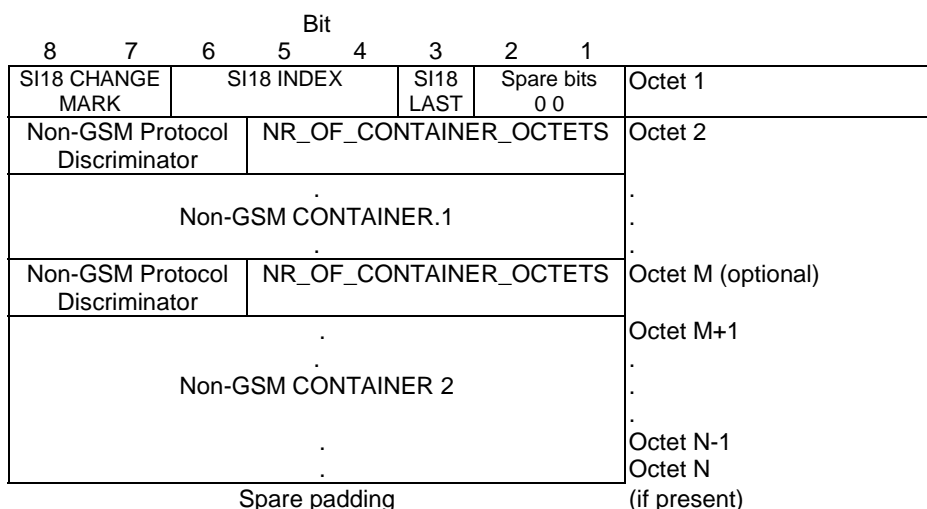 Bit
8 7 6 5 4 3 2 1
SI18 CHANGE SI18 INDEX SI18 Spare bits Octet 1
MARK LAST 0 0
Non-GSM Protocol NR_OF_CONTAINER_OCTETS Octet 2
Discriminator
. .
Non-GSM CONTAINER.1 .
. .
Non-GSM Protocol NR_OF_CONTAINER_OCTETS Octet M (optional)
Discriminator
. Octet M+1
. .
Non-GSM CONTAINER 2 .
.
. Octet N-1
. Octet N
Spare padding (if present)